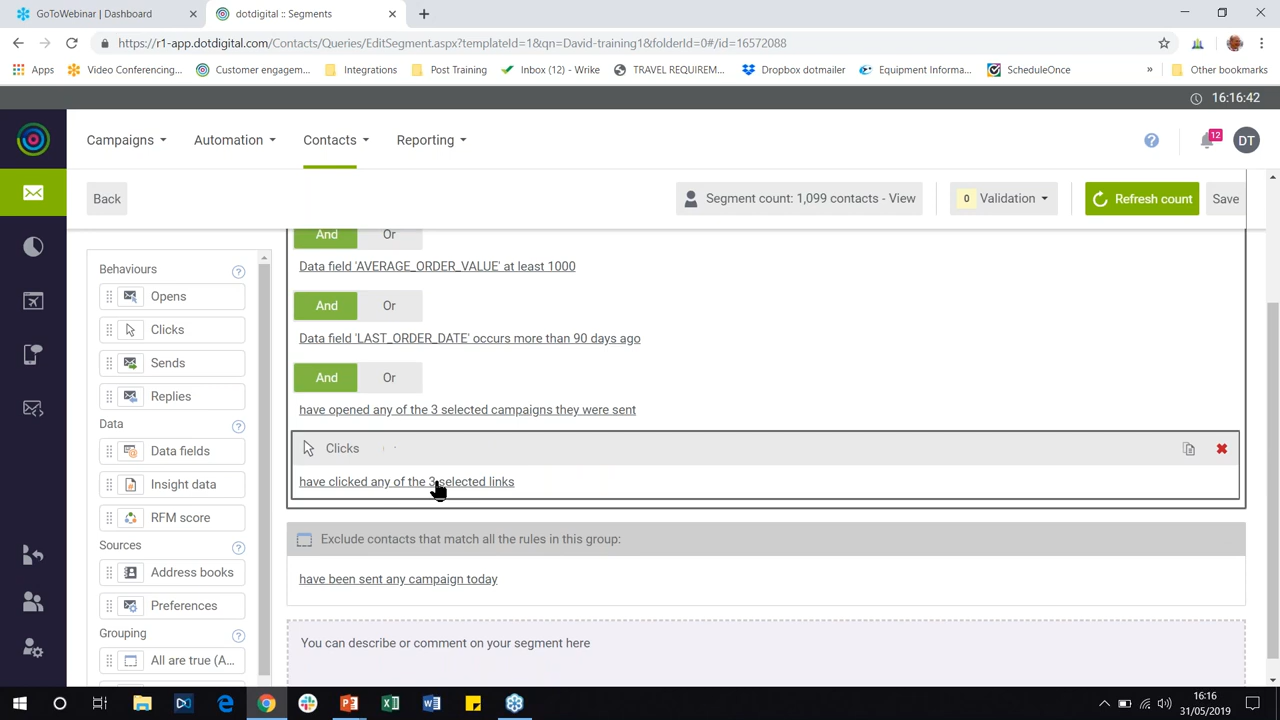 GoToWebinar | Dashboard
dotdigital :: Segments
https://r1-app.dotdigital.com/Contacts/Queries/EditSegment.aspx?templateId=1&qn=David-training1&folderId=0#/id=16572088
Apps
Video Conferencing...
Customer engagem...
Integrations
Post Training
Inbox (12) - Wrike
TRAVEL REQUIREM...
Dropbox dotmailer
Equipment Informa...
ScheduleOnce
»
Other bookmarks
16:16:42
Campaigns
Automation
Contacts
Reporting
?
12
DT
Back
Segment count: 1,099 contacts - View
0 Validation
Refresh count
Save
Behaviours ?
Opens
Clicks
Sends
Replies
Data ?
Data fields
Insight data
RFM score
Sources ?
Address books
Preferences
Grouping ?
All are true (A...
And Or
Data field 'AVERAGE_ORDER_VALUE' at least 1000
And Or
Data field 'LAST_ORDER_DATE' occurs more than 90 days ago
And Or
have opened any of the 3 selected campaigns they were sent
Clicks
have clicked any of the 3 selected links
Exclude contacts that match all the rules in this group:
have been sent any campaign today
You can describe or comment on your segment here
16:16
31/05/2019